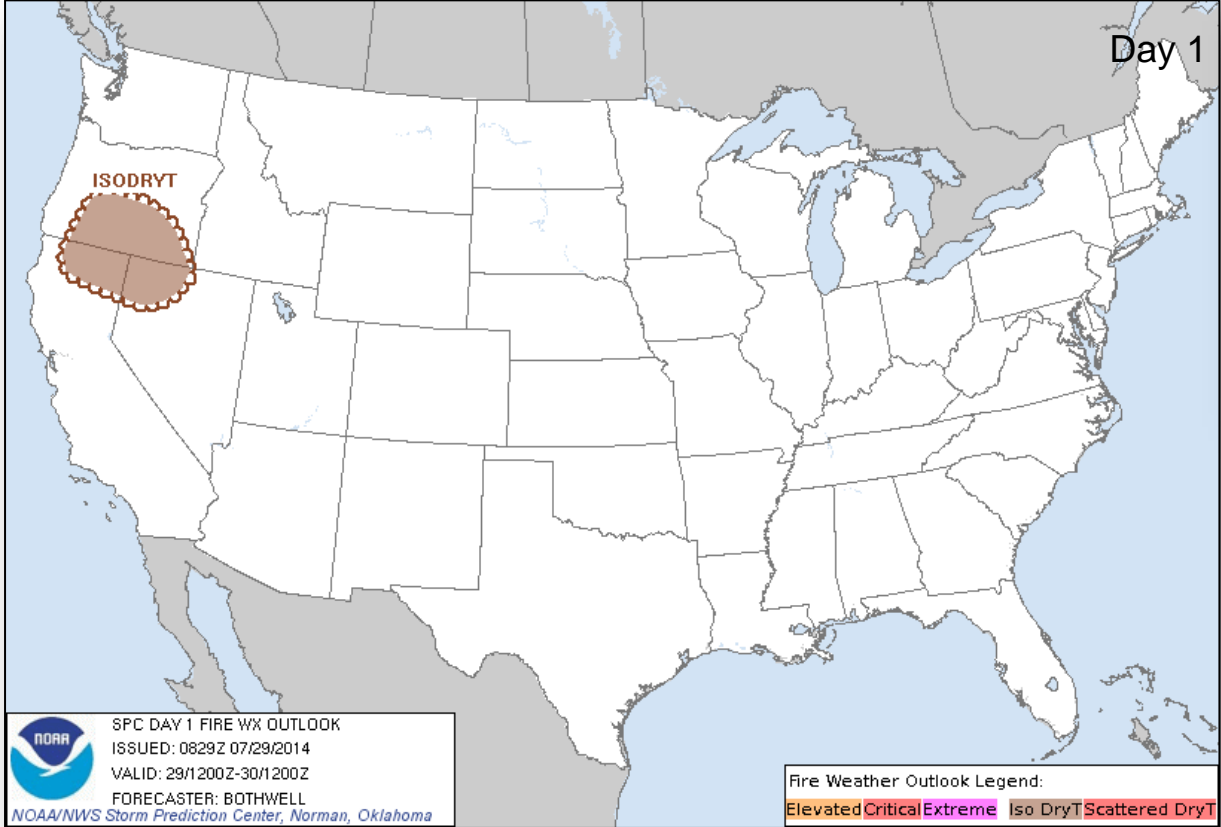 Day 1
ISODRYT
NOAA
SPC DAY 1 FIRE WX OUTLOOK
ISSUED: 0829Z 07/29/2014
VALID: 29/1200Z-30/1200Z
FORECASTER: BOTHWELL
NOAA/NWS Storm Prediction Center, Norman, Oklahoma
Fire Weather Outlook Legend:
Elevated Critical Extreme Iso DryT Scattered DryT